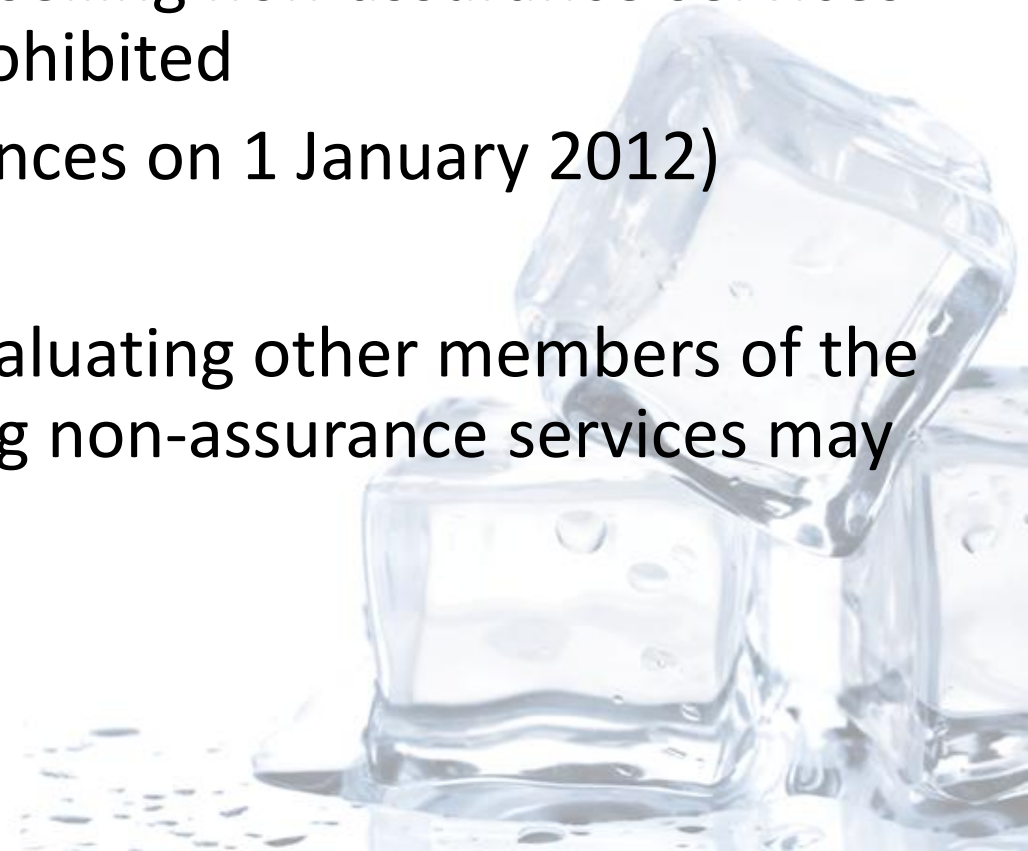 ohibited
nces on 1 January 2012)
aluating other members of the
g non-assurance services may